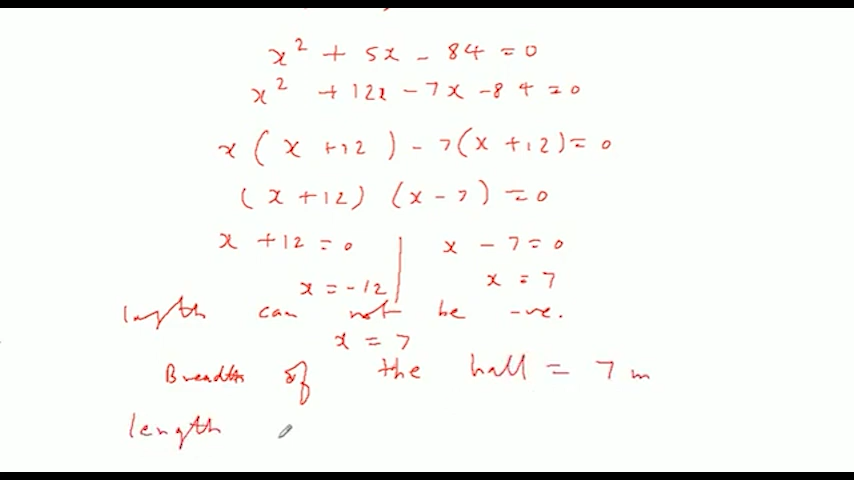 x² + 5x - 84 = 0
x² + 12x - 7x - 84 = 0
x ( x + 12 ) - 7 ( x + 12 ) = 0
( x + 12 ) ( x - 7 ) = 0
x + 12 = 0 | x - 7 = 0
x = -12 | x = 7
length can not be -ve.
x = 7
Breadth of the hall = 7 m
length